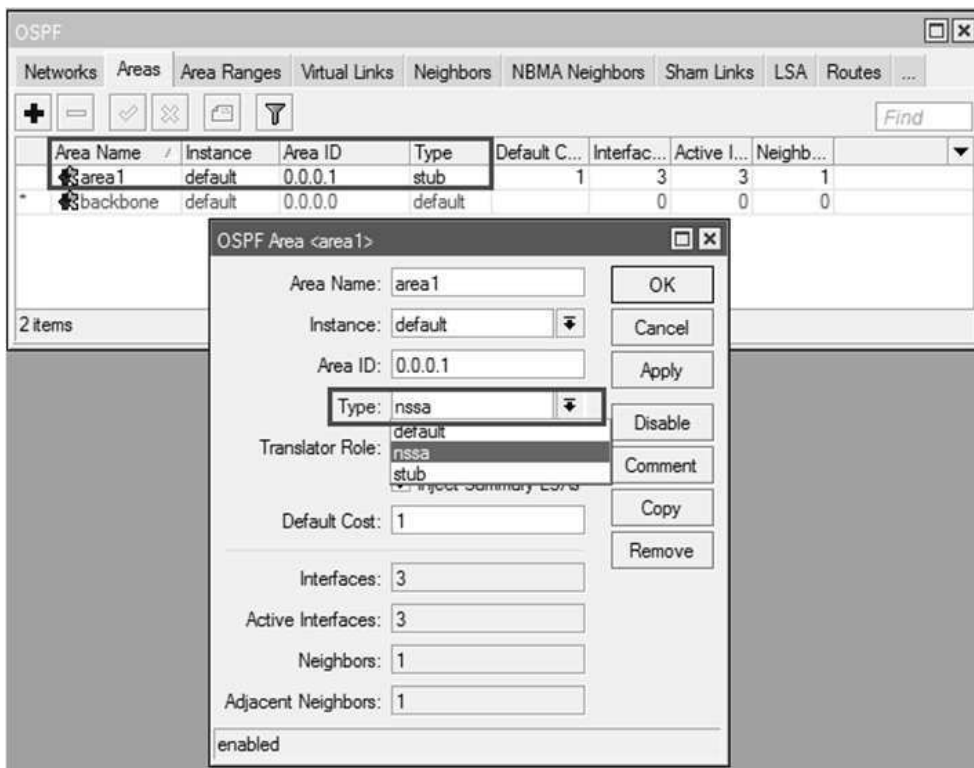 OSPF
Networks Areas Area Ranges Virtual Links Neighbors NBMA Neighbors Sham Links LSA Routes ...
Find
Area Name / Instance Area ID Type Default C... Interfac... Active I... Neighb...
area1 default 0.0.0.1 stub 1 3 3 1
* backbone default 0.0.0.0 default 0 0 0
2 items
OSPF Area <area1>
Area Name: area1
OK
Instance: default
Cancel
Area ID: 0.0.0.1
Apply
Type: nssa
Disable
default
Translator Role:
nssa
Comment
stub
Inject Summary LSAs
Copy
Default Cost: 1
Remove
Interfaces: 3
Active Interfaces: 3
Neighbors: 1
Adjacent Neighbors: 1
enabled